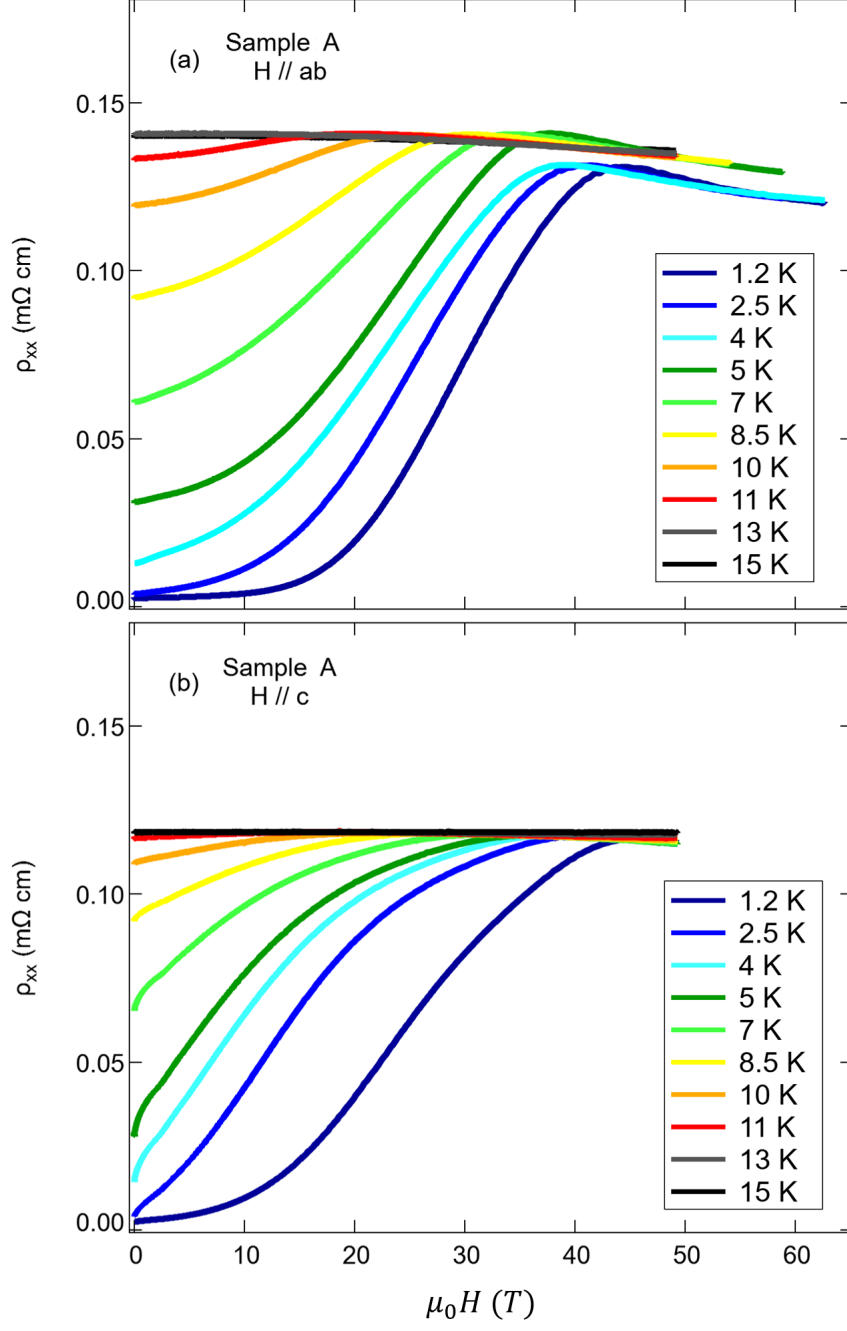 (a)
Sample A
H // ab
0.15
0.10
0.05
0.00
ρxx (mΩ cm)
1.2 K
2.5 K
4 K
5 K
7 K
8.5 K
10 K
11 K
13 K
15 K
(b)
Sample A
H // c
0.15
0.10
0.05
0.00
ρxx (mΩ cm)
1.2 K
2.5 K
4 K
5 K
7 K
8.5 K
10 K
11 K
13 K
15 K
0 10 20 30 40 50 60
μ₀H (T)